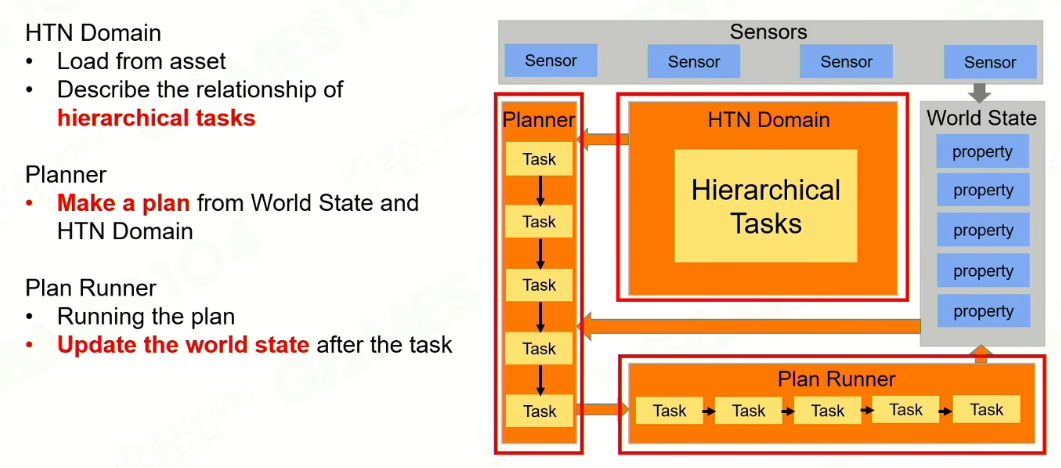 HTN Domain
• Load from asset
• Describe the relationship of
hierarchical tasks
Planner
• Make a plan from World State and
HTN Domain
Plan Runner
• Running the plan
• Update the world state after the task
Sensors
Sensor
Sensor
Sensor
Sensor
Planner
Task
Task
Task
Task
Task
HTN Domain
Hierarchical
Tasks
World State
property
property
property
property
property
Plan Runner
Task
Task
Task
Task
Task